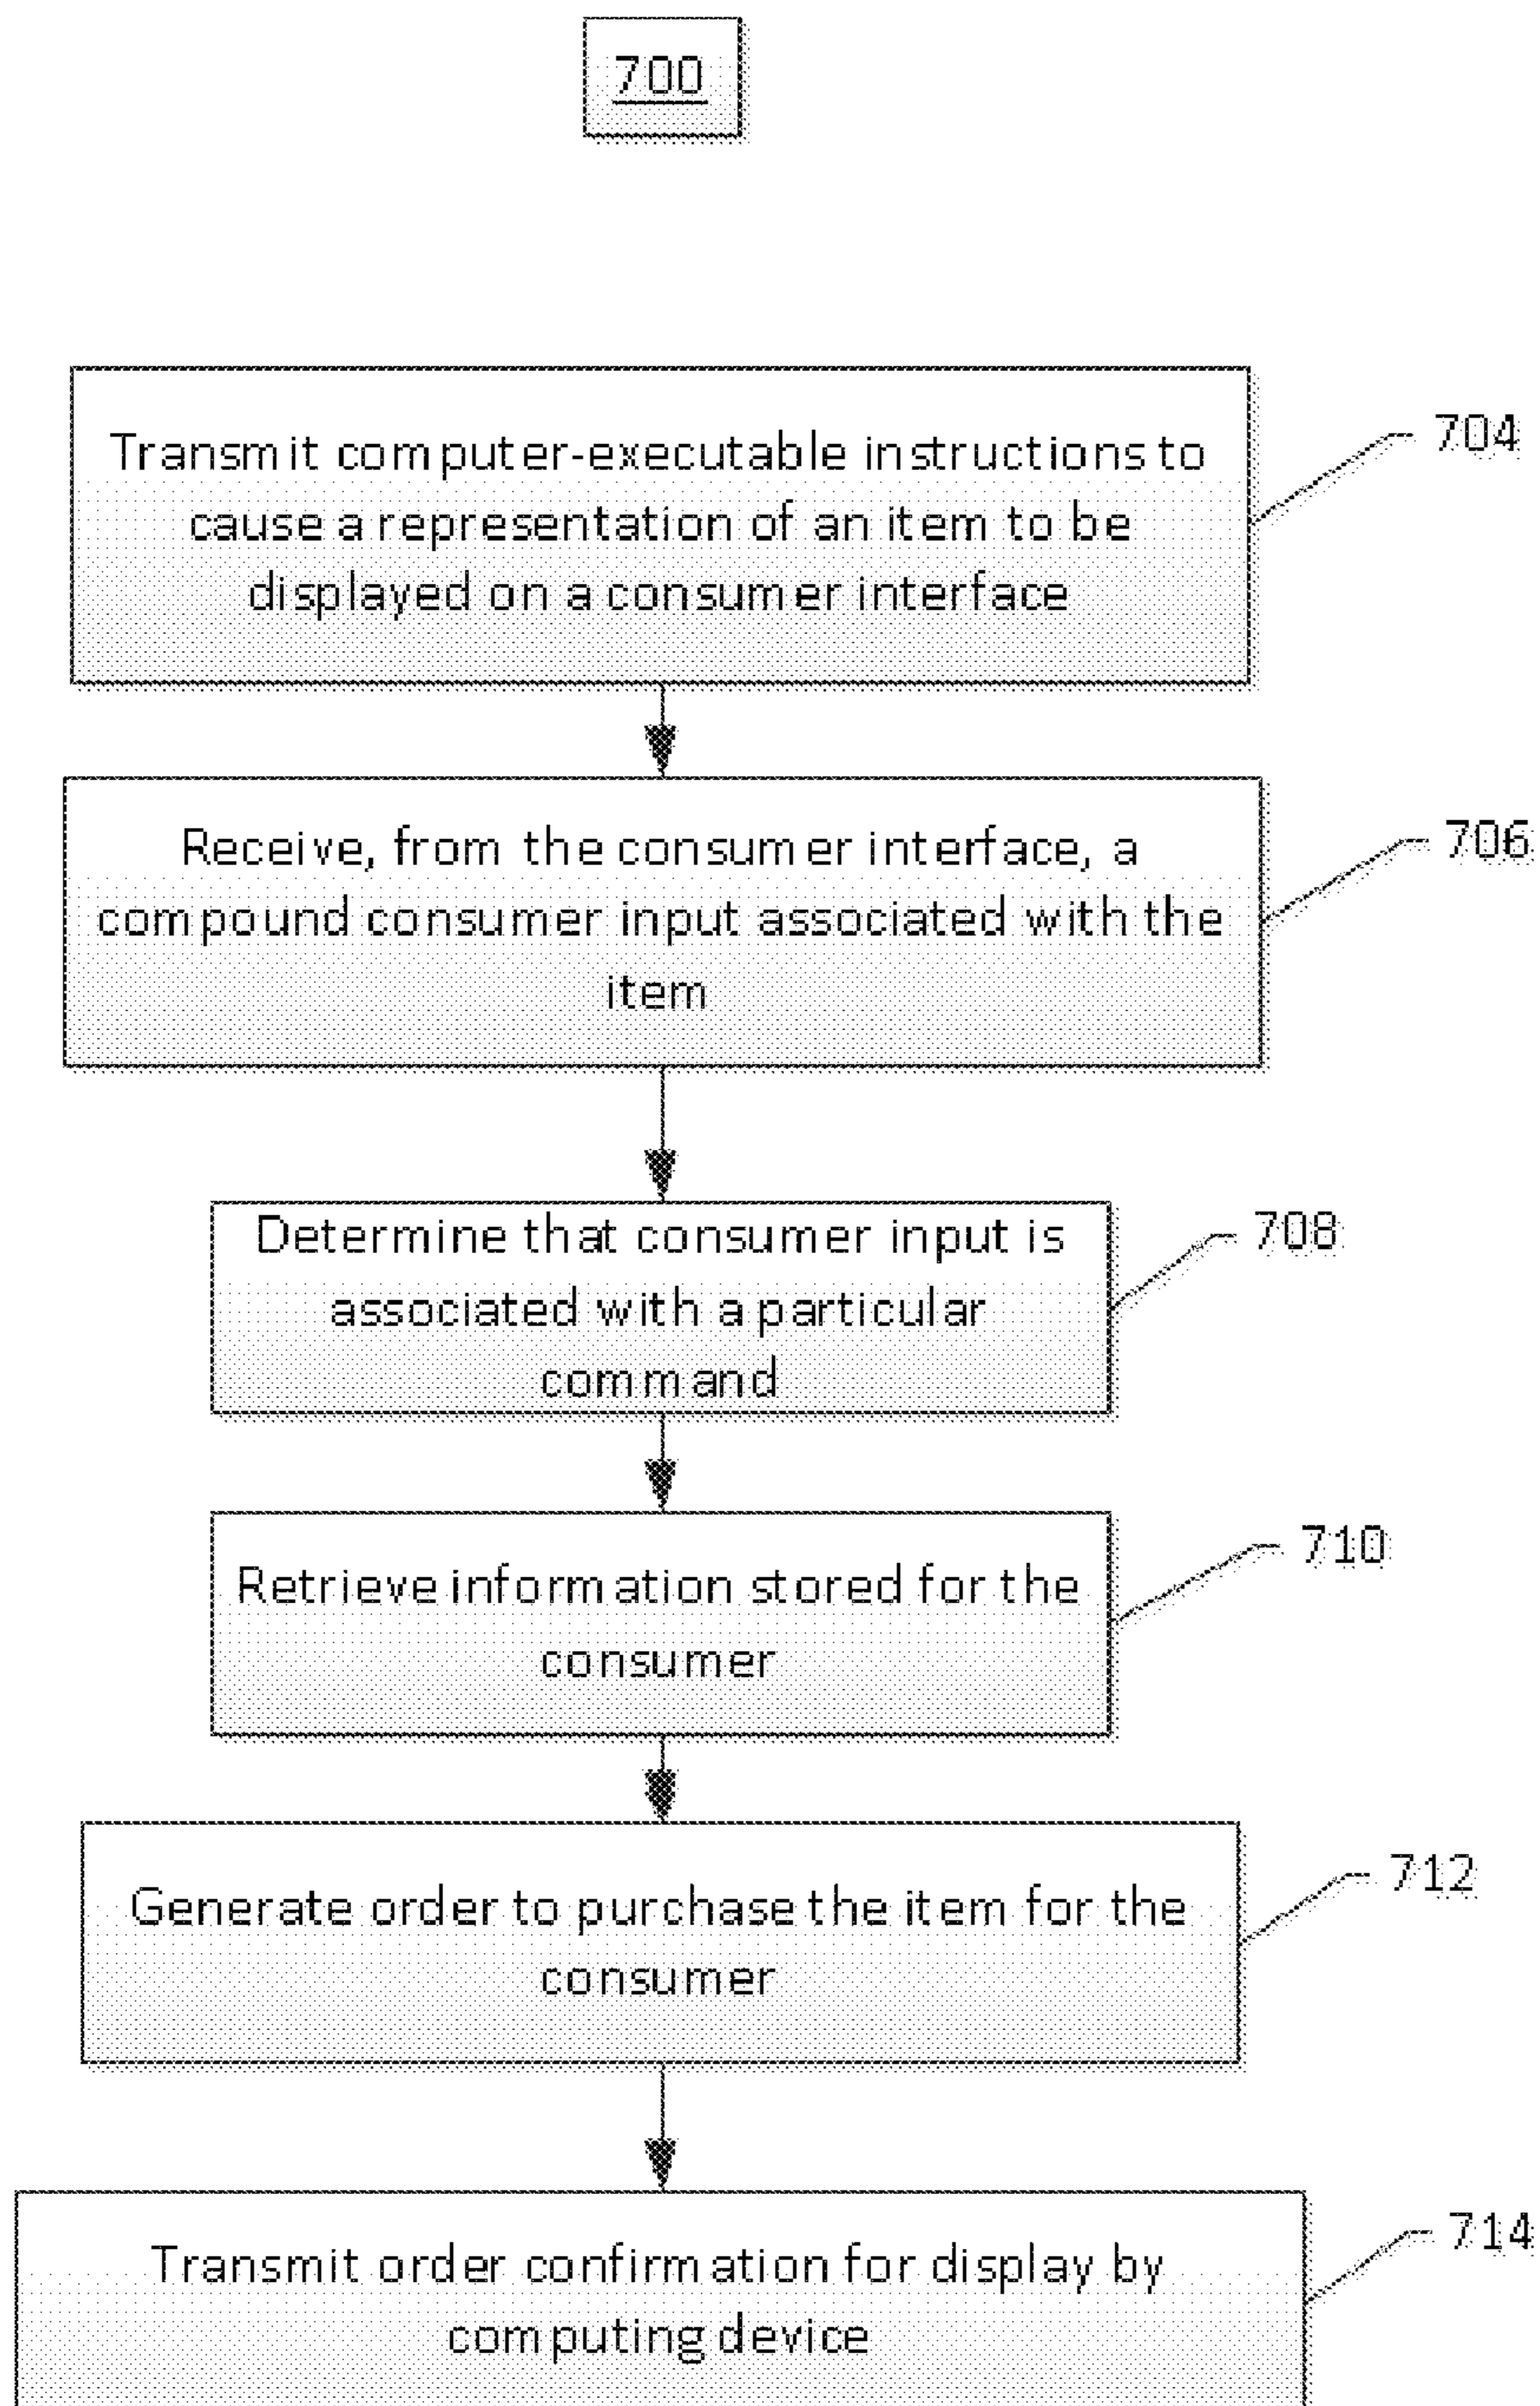 700
Transmit computer-executable instructions to
cause a representation of an item to be
displayed on a consumer interface
704
Receive, from the consumer interface, a
compound consumer input associated with the
item
706
Determine that consumer input is
associated with a particular
command
708
Retrieve information stored for the
consumer
710
Generate order to purchase the item for the
consumer
712
Transmit order confirmation for display by
computing device
714